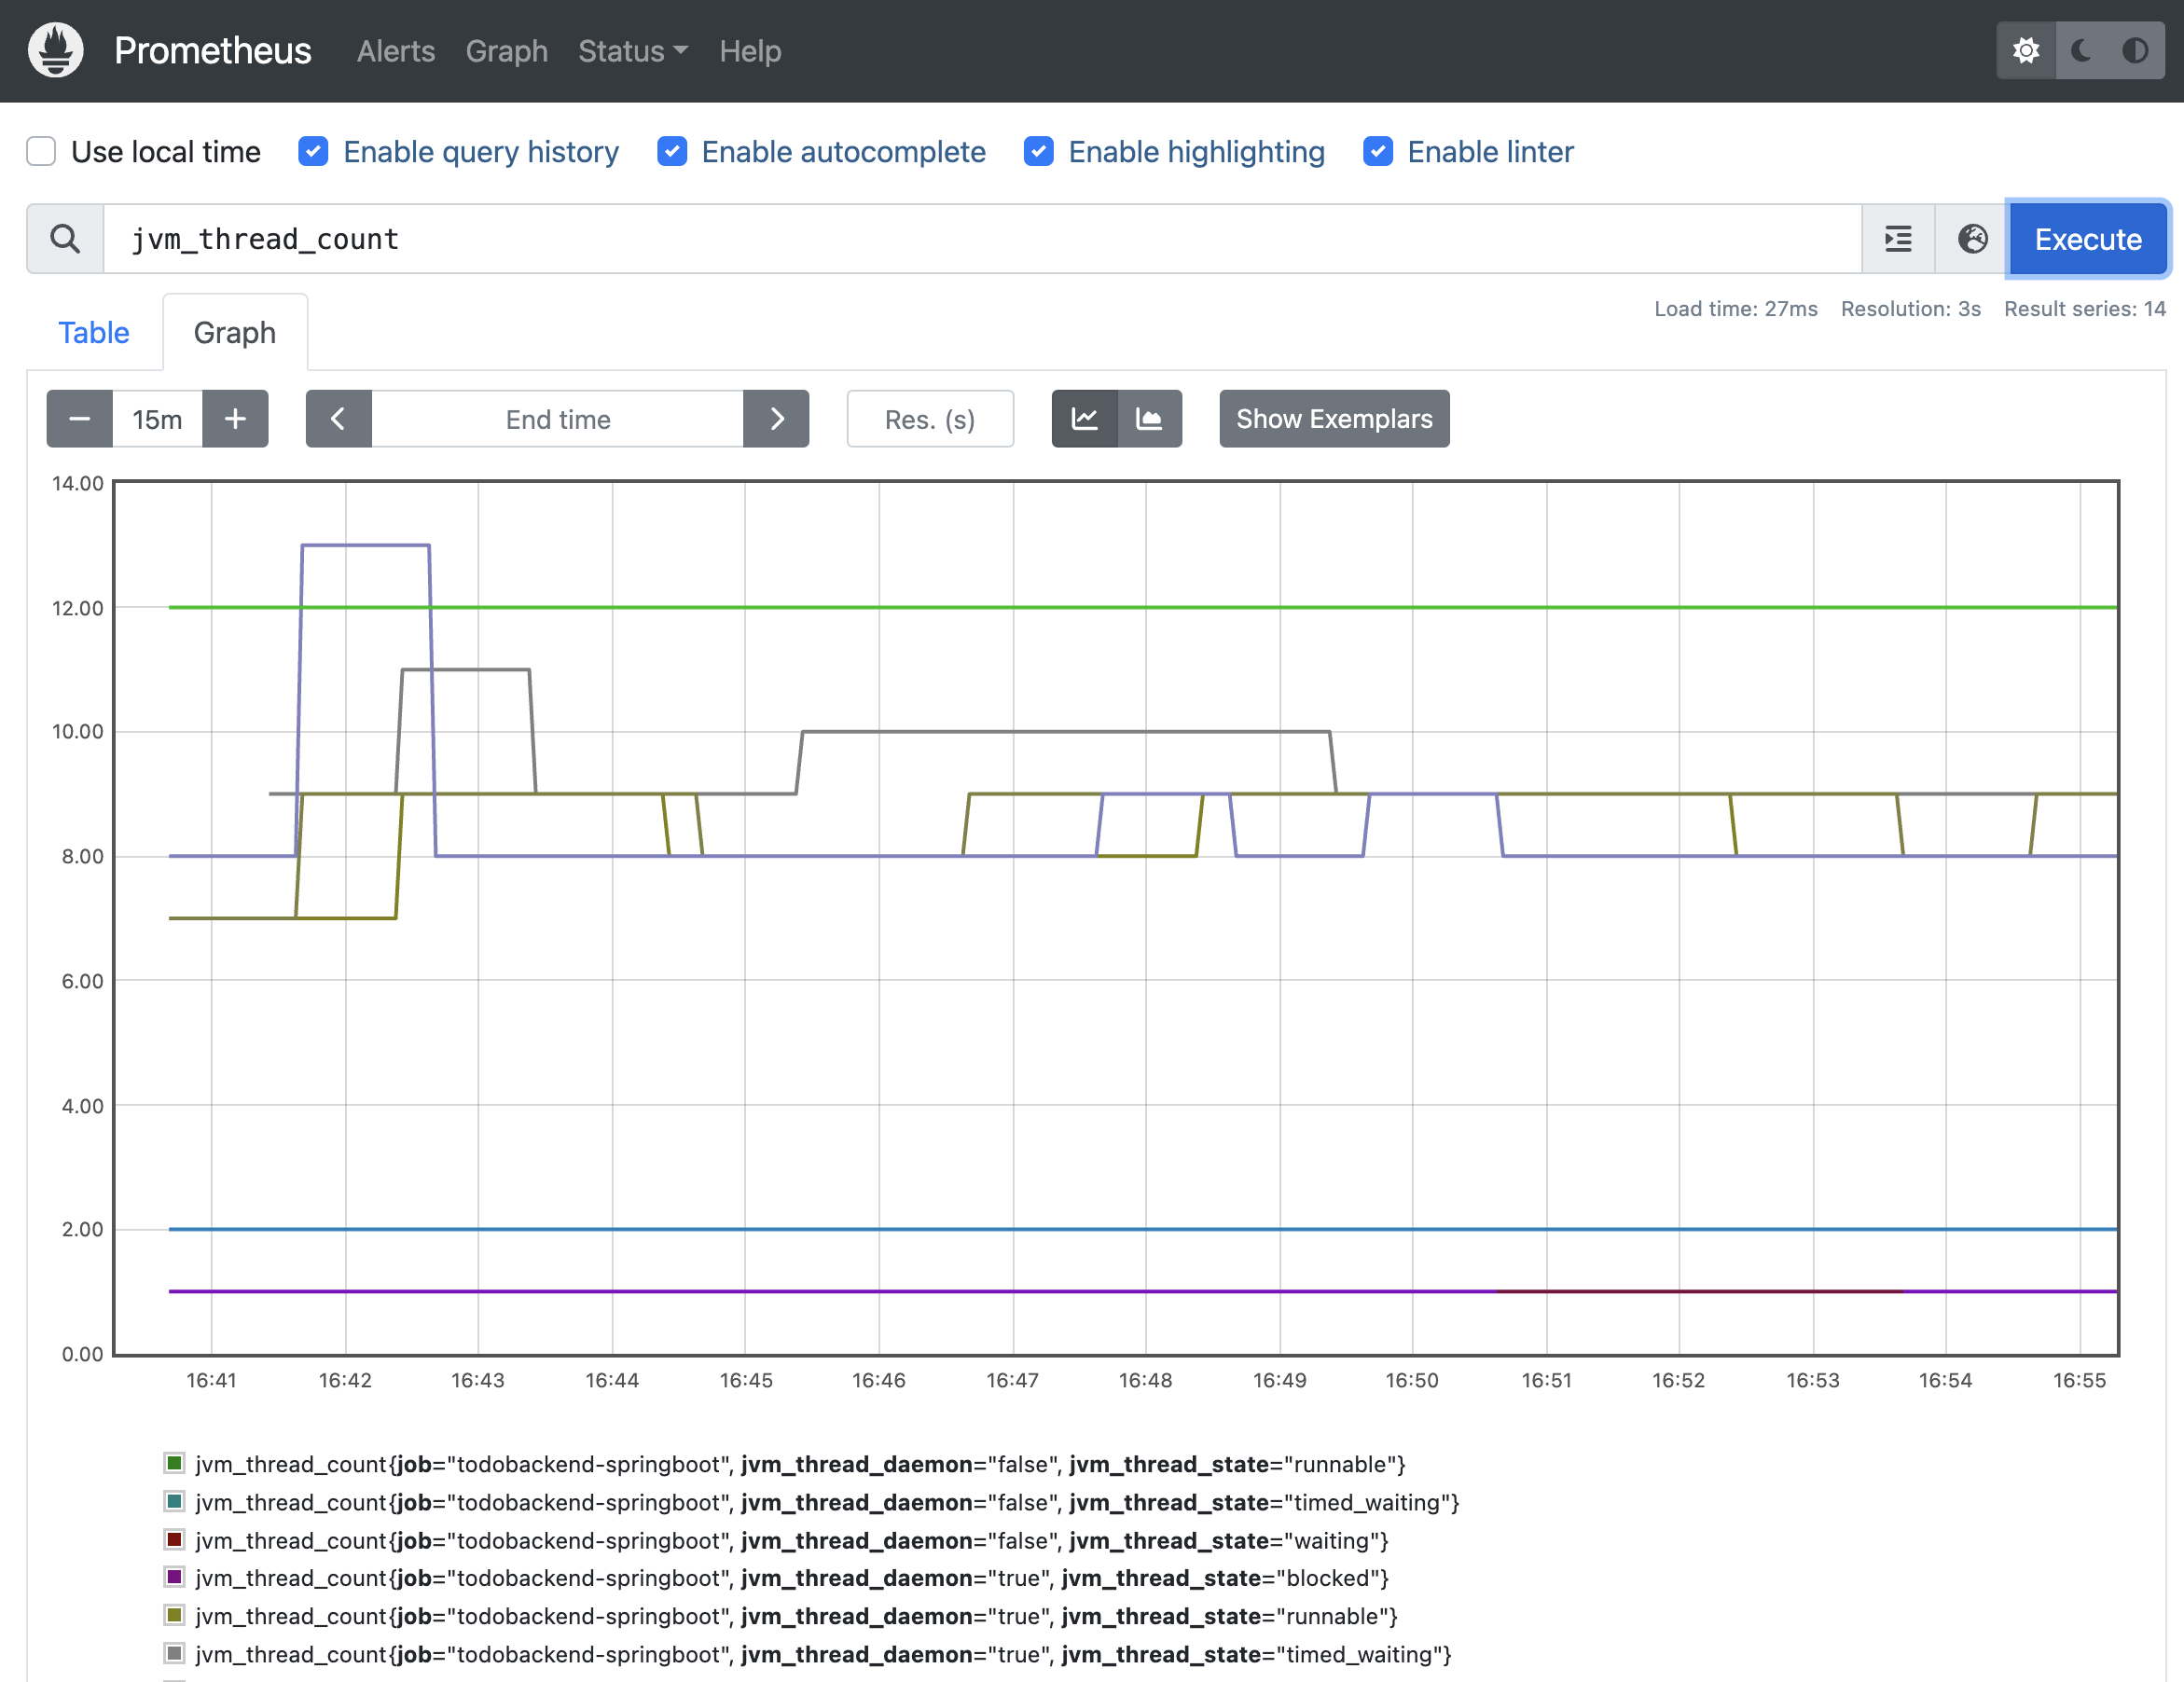 Prometheus Alerts Graph Status Help
Use local time Enable query history Enable autocomplete Enable highlighting Enable linter
jvm_thread_count Execute
Load time: 27ms Resolution: 3s Result series: 14
Table Graph
15m End time Res. (s) Show Exemplars
14.00
12.00
10.00
8.00
6.00
4.00
2.00
0.00
16:41 16:42 16:43 16:44 16:45 16:46 16:47 16:48 16:49 16:50 16:51 16:52 16:53 16:54 16:55
jvm_thread_count{job="todobackend-springboot", jvm_thread_daemon="false", jvm_thread_state="runnable"}
jvm_thread_count{job="todobackend-springboot", jvm_thread_daemon="false", jvm_thread_state="timed_waiting"}
jvm_thread_count{job="todobackend-springboot", jvm_thread_daemon="false", jvm_thread_state="waiting"}
jvm_thread_count{job="todobackend-springboot", jvm_thread_daemon="true", jvm_thread_state="blocked"}
jvm_thread_count{job="todobackend-springboot", jvm_thread_daemon="true", jvm_thread_state="runnable"}
jvm_thread_count{job="todobackend-springboot", jvm_thread_daemon="true", jvm_thread_state="timed_waiting"}